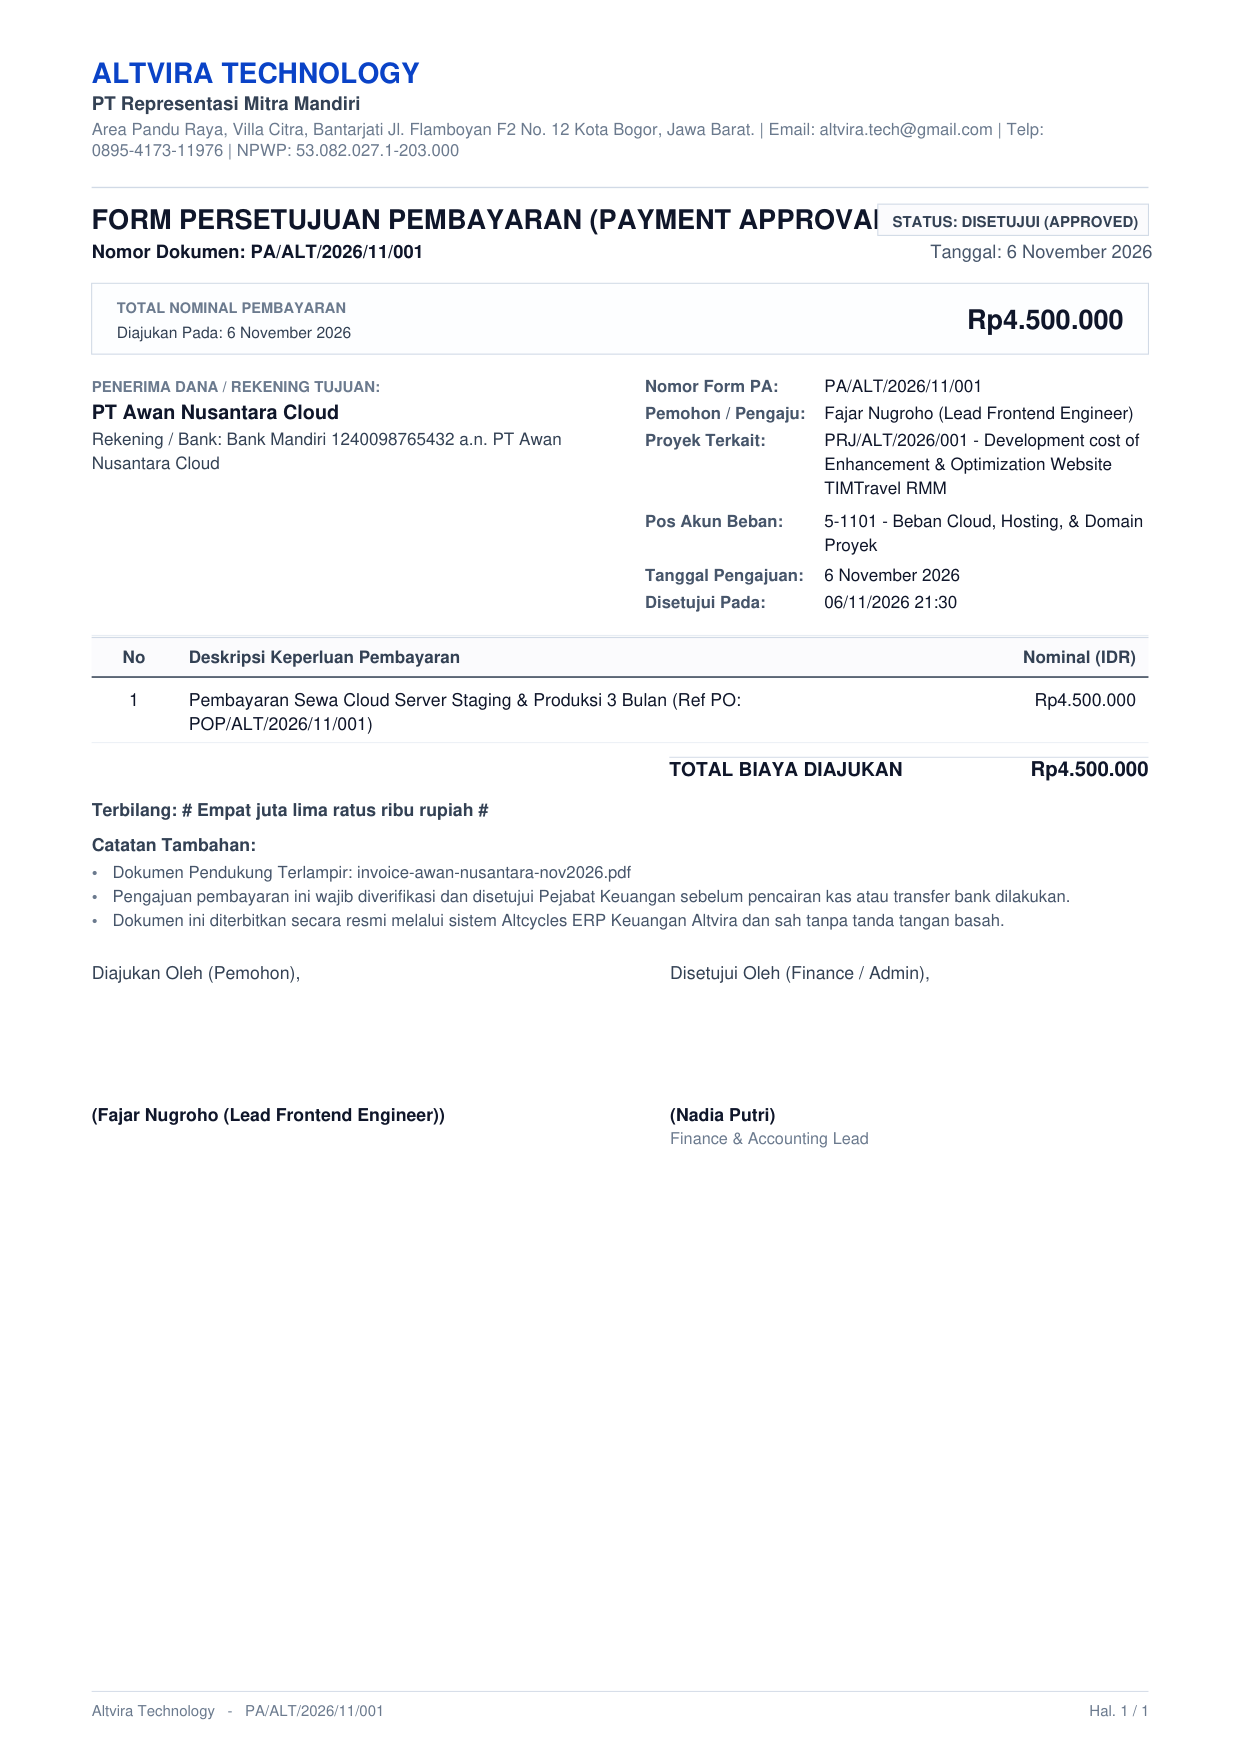 ALTVIRA TECHNOLOGY
PT Representasi Mitra Mandiri
Area Pandu Raya, Villa Citra, Bantarjati Jl. Flamboyan F2 No. 12 Kota Bogor, Jawa Barat. | Email: altvira.tech@gmail.com | Telp:
0895-4173-11976 | NPWP: 53.082.027.1-203.000
FORM PERSETUJUAN PEMBAYARAN (PAYMENT APPROVAL
STATUS: DISETUJUI (APPROVED)
Nomor Dokumen: PA/ALT/2026/11/001
Tanggal: 6 November 2026
TOTAL NOMINAL PEMBAYARAN
Diajukan Pada: 6 November 2026
Rp4.500.000
PENERIMA DANA / REKENING TUJUAN:
PT Awan Nusantara Cloud
Rekening / Bank: Bank Mandiri 1240098765432 a.n. PT Awan
Nusantara Cloud
Nomor Form PA: PA/ALT/2026/11/001
Pemohon / Pengaju: Fajar Nugroho (Lead Frontend Engineer)
Proyek Terkait: PRJ/ALT/2026/001 - Development cost of
Enhancement & Optimization Website
TIMTravel RMM
Pos Akun Beban: 5-1101 - Beban Cloud, Hosting, & Domain
Proyek
Tanggal Pengajuan: 6 November 2026
Disetujui Pada: 06/11/2026 21:30
No Deskripsi Keperluan Pembayaran Nominal (IDR)
1 Pembayaran Sewa Cloud Server Staging & Produksi 3 Bulan (Ref PO: Rp4.500.000
POP/ALT/2026/11/001)
TOTAL BIAYA DIAJUKAN Rp4.500.000
Terbilang: # Empat juta lima ratus ribu rupiah #
Catatan Tambahan:
• Dokumen Pendukung Terlampir: invoice-awan-nusantara-nov2026.pdf
• Pengajuan pembayaran ini wajib diverifikasi dan disetujui Pejabat Keuangan sebelum pencairan kas atau transfer bank dilakukan.
• Dokumen ini diterbitkan secara resmi melalui sistem Altcycles ERP Keuangan Altvira dan sah tanpa tanda tangan basah.
Diajukan Oleh (Pemohon), Disetujui Oleh (Finance / Admin),
(Fajar Nugroho (Lead Frontend Engineer)) (Nadia Putri)
Finance & Accounting Lead
Altvira Technology - PA/ALT/2026/11/001 Hal. 1 / 1